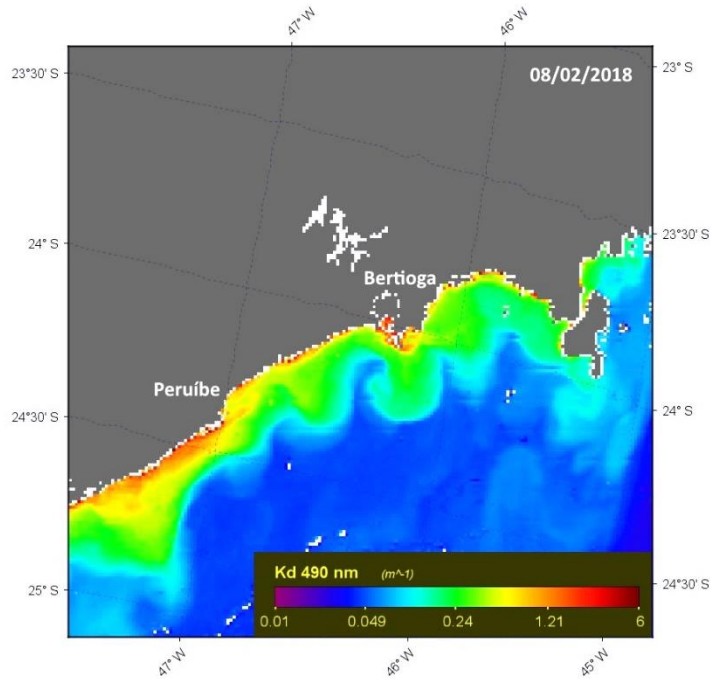 47° W
46° W
23°30' S
23° S
08/02/2018
24° S
23°30' S
Bertioga
Peruíbe
24°30' S
24° S
25° S
24°30' S
Kd 490 nm (m^-1)
0.01 0.049 0.24 1.21 6
47° W
46° W
45° W